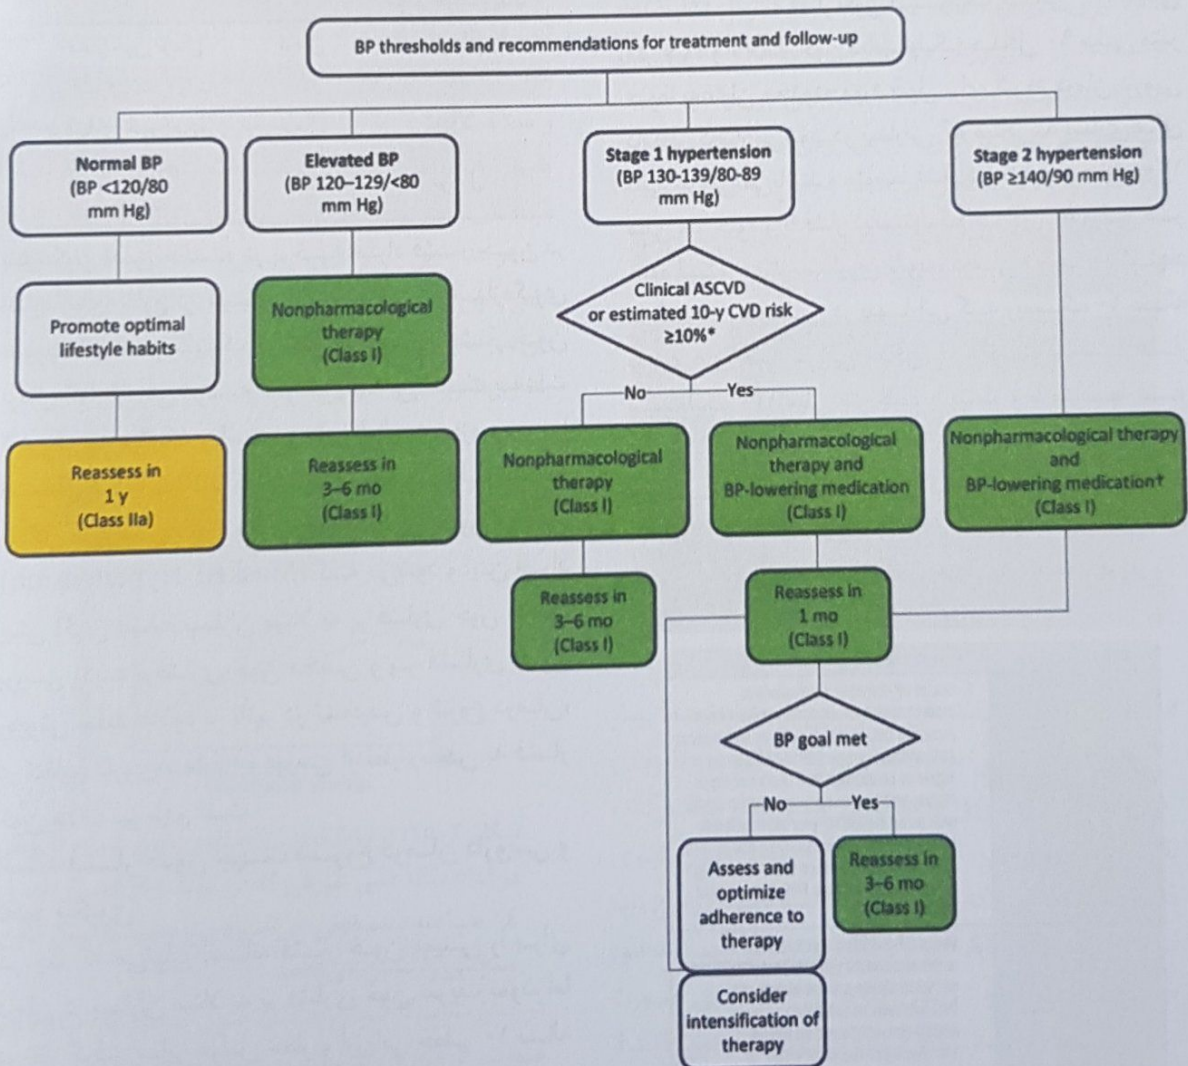 BP thresholds and recommendations for treatment and follow-up
Normal BP
(BP <120/80
mm Hg)
Elevated BP
(BP 120–129/<80
mm Hg)
Stage 1 hypertension
(BP 130-139/80-89
mm Hg)
Stage 2 hypertension
(BP ≥140/90 mm Hg)
Promote optimal
lifestyle habits
Nonpharmacological
therapy
(Class I)
Clinical ASCVD
or estimated 10-y CVD risk
≥10%*
No
Yes
Reassess in
1 y
(Class IIa)
Reassess in
3–6 mo
(Class I)
Nonpharmacological
therapy
(Class I)
Nonpharmacological
therapy and
BP-lowering medication
(Class I)
Nonpharmacological therapy
and
BP-lowering medication†
(Class I)
Reassess in
3–6 mo
(Class I)
Reassess in
1 mo
(Class I)
BP goal met
No
Yes
Assess and
optimize
adherence to
therapy
Reassess in
3–6 mo
(Class I)
Consider
intensification of
therapy